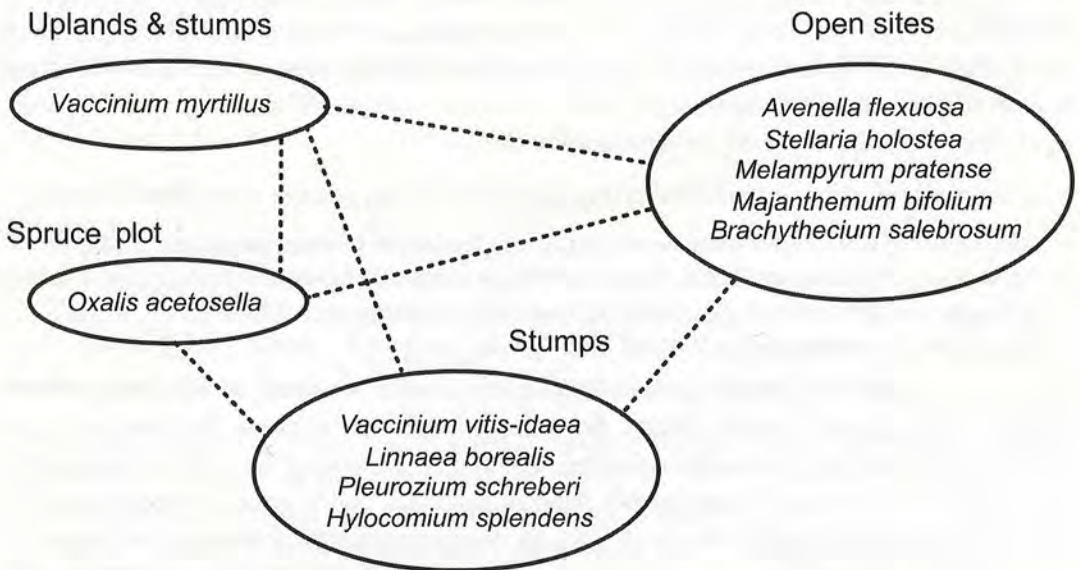 Uplands & stumps
Vaccinium myrtillus
Open sites
Avenella flexuosa
Stellaria holostea
Melampyrum pratense
Majanthemum bifolium
Brachythecium salebrosum
Spruce plot
Oxalis acetosella
Stumps
Vaccinium vitis-idaea
Linnaea borealis
Pleurozium schreberi
Hylocomium splendens